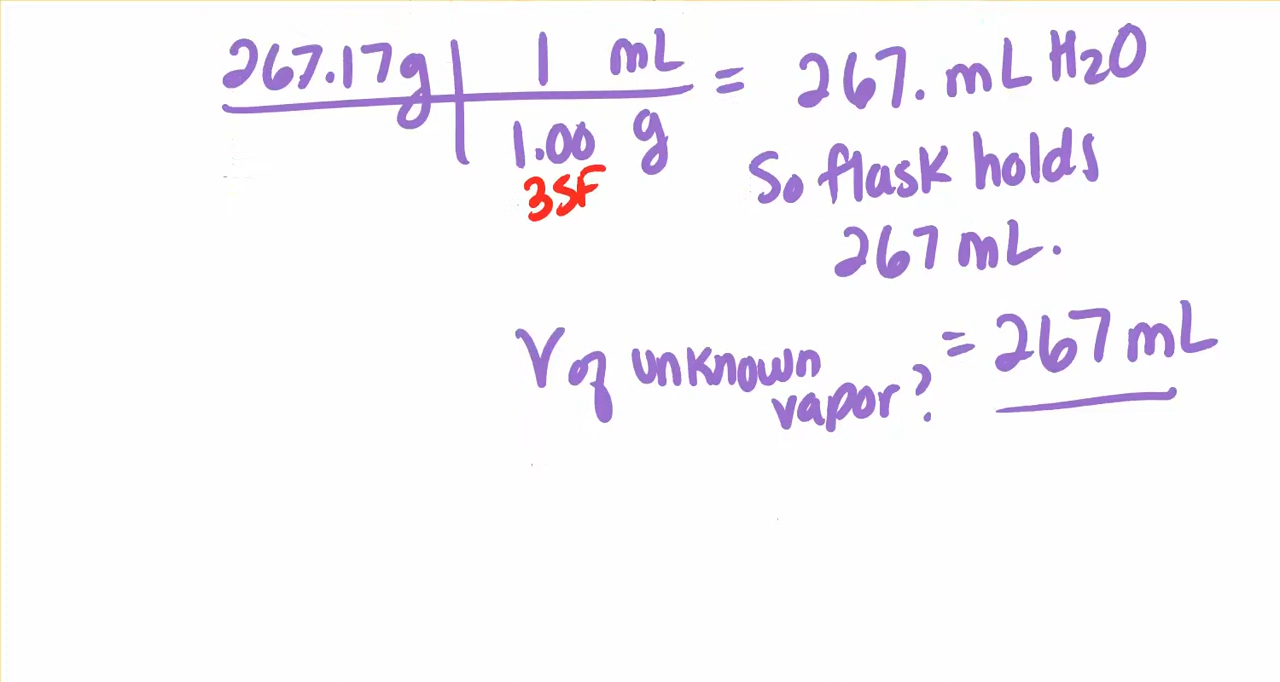 267.17g | 1 mL = 267. mL H2O
1.00 g
3SF
So flask holds
267 mL.
V of unknown vapor? = 267 mL